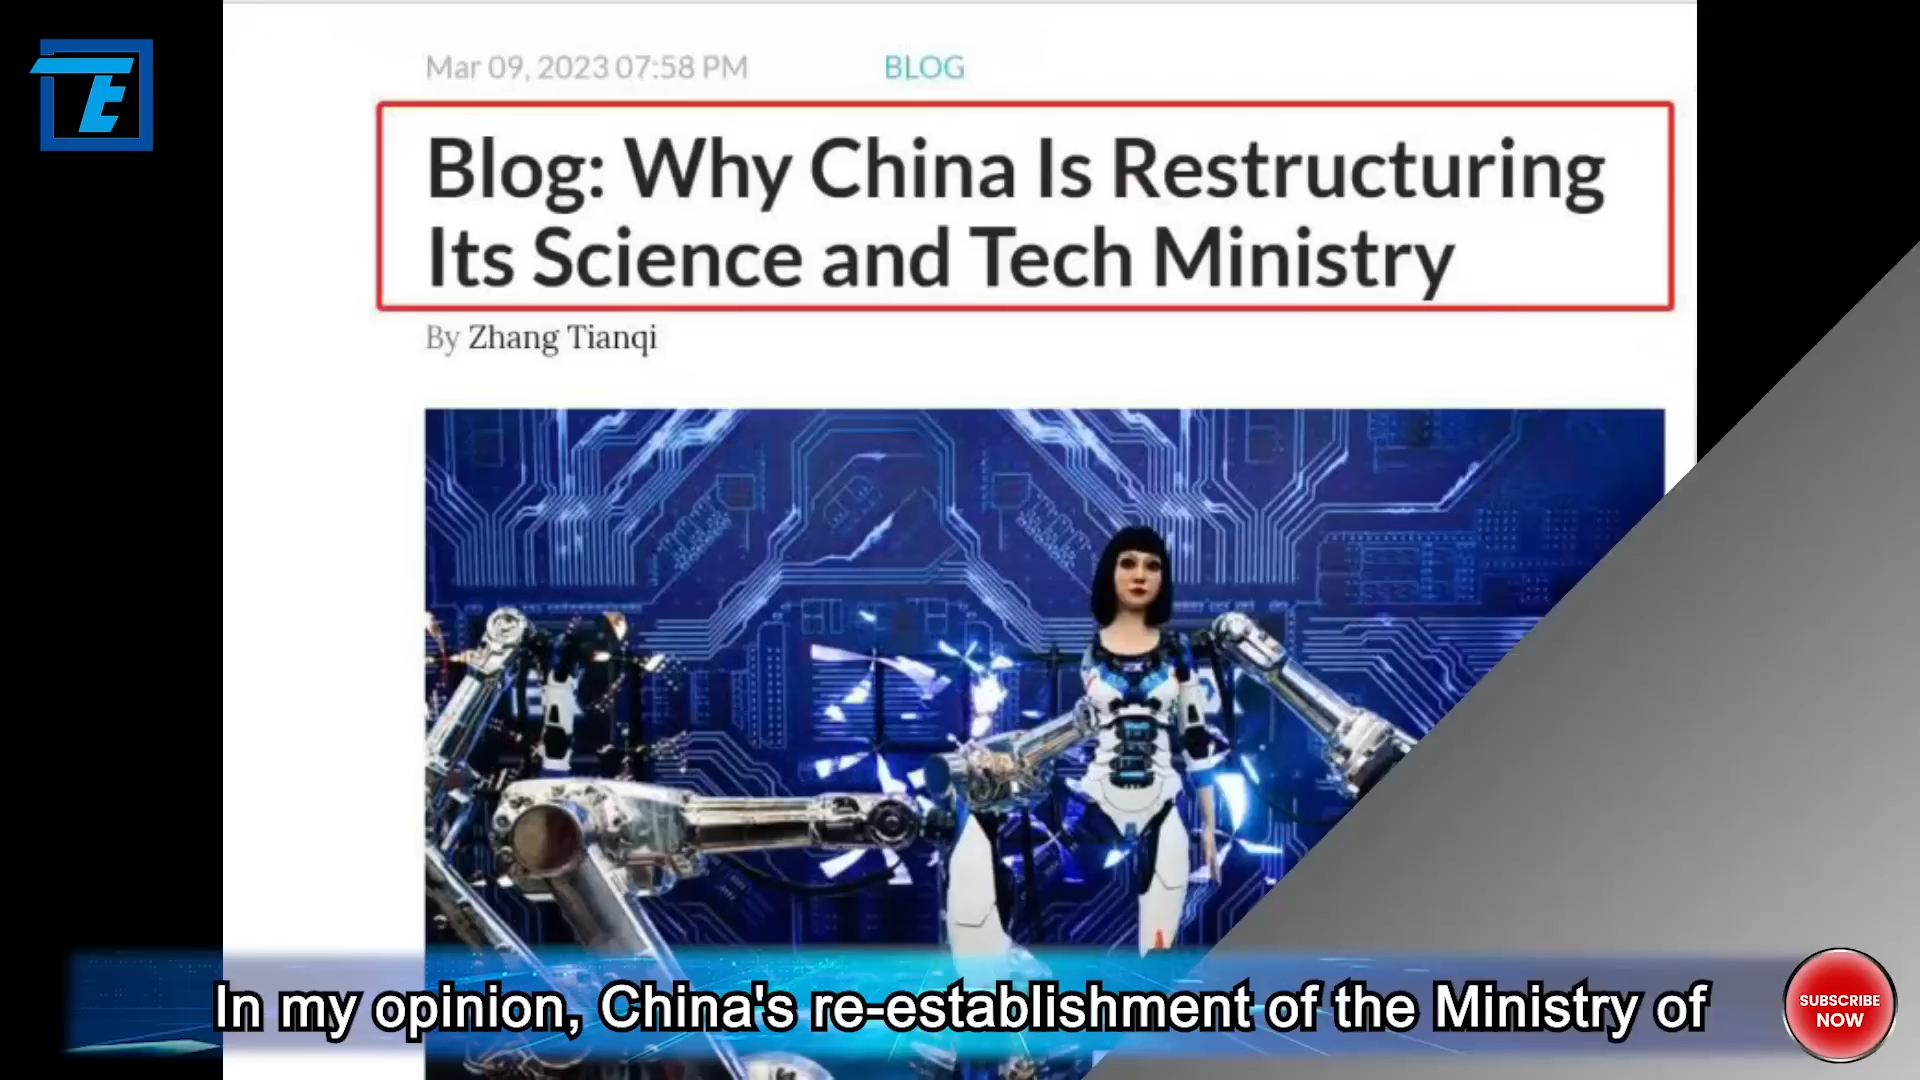 Mar 09, 2023 07:58 PM BLOG
Blog: Why China Is Restructuring
Its Science and Tech Ministry
By Zhang Tianqi
In my opinion, China's re-establishment of the Ministry of
SUBSCRIBE
NOW